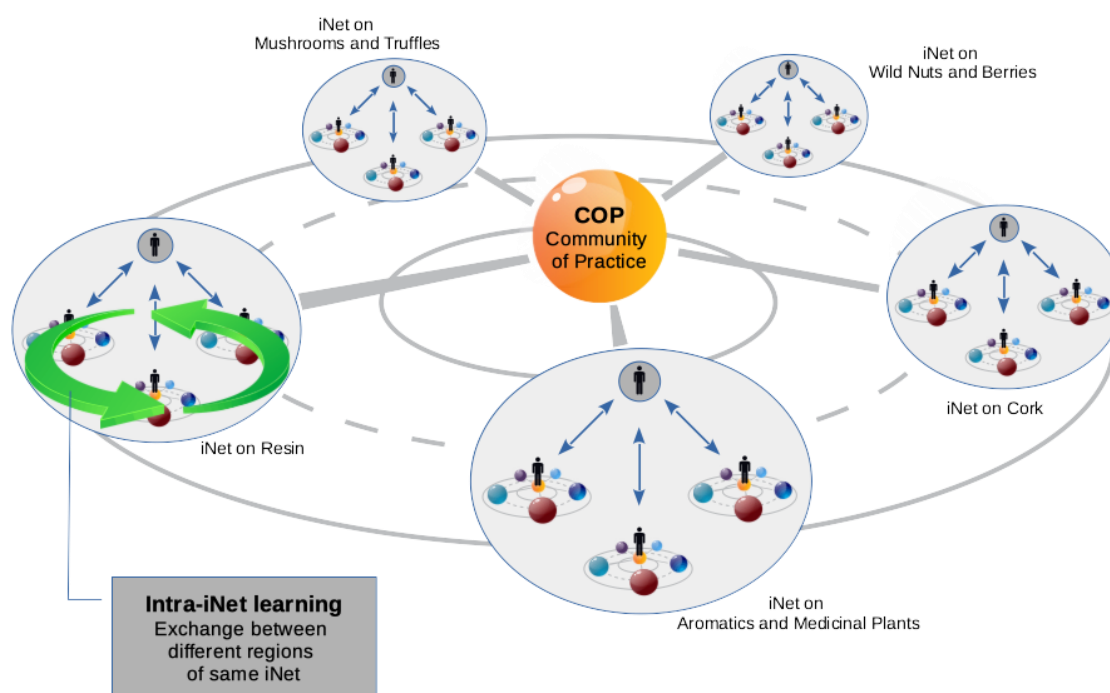 iNet on
Mushrooms and Truffles
iNet on
Wild Nuts and Berries
COP
Community
of Practice
iNet on Resin
iNet on Cork
iNet on
Aromatics and Medicinal Plants
Intra-iNet learning
Exchange between
different regions
of same iNet